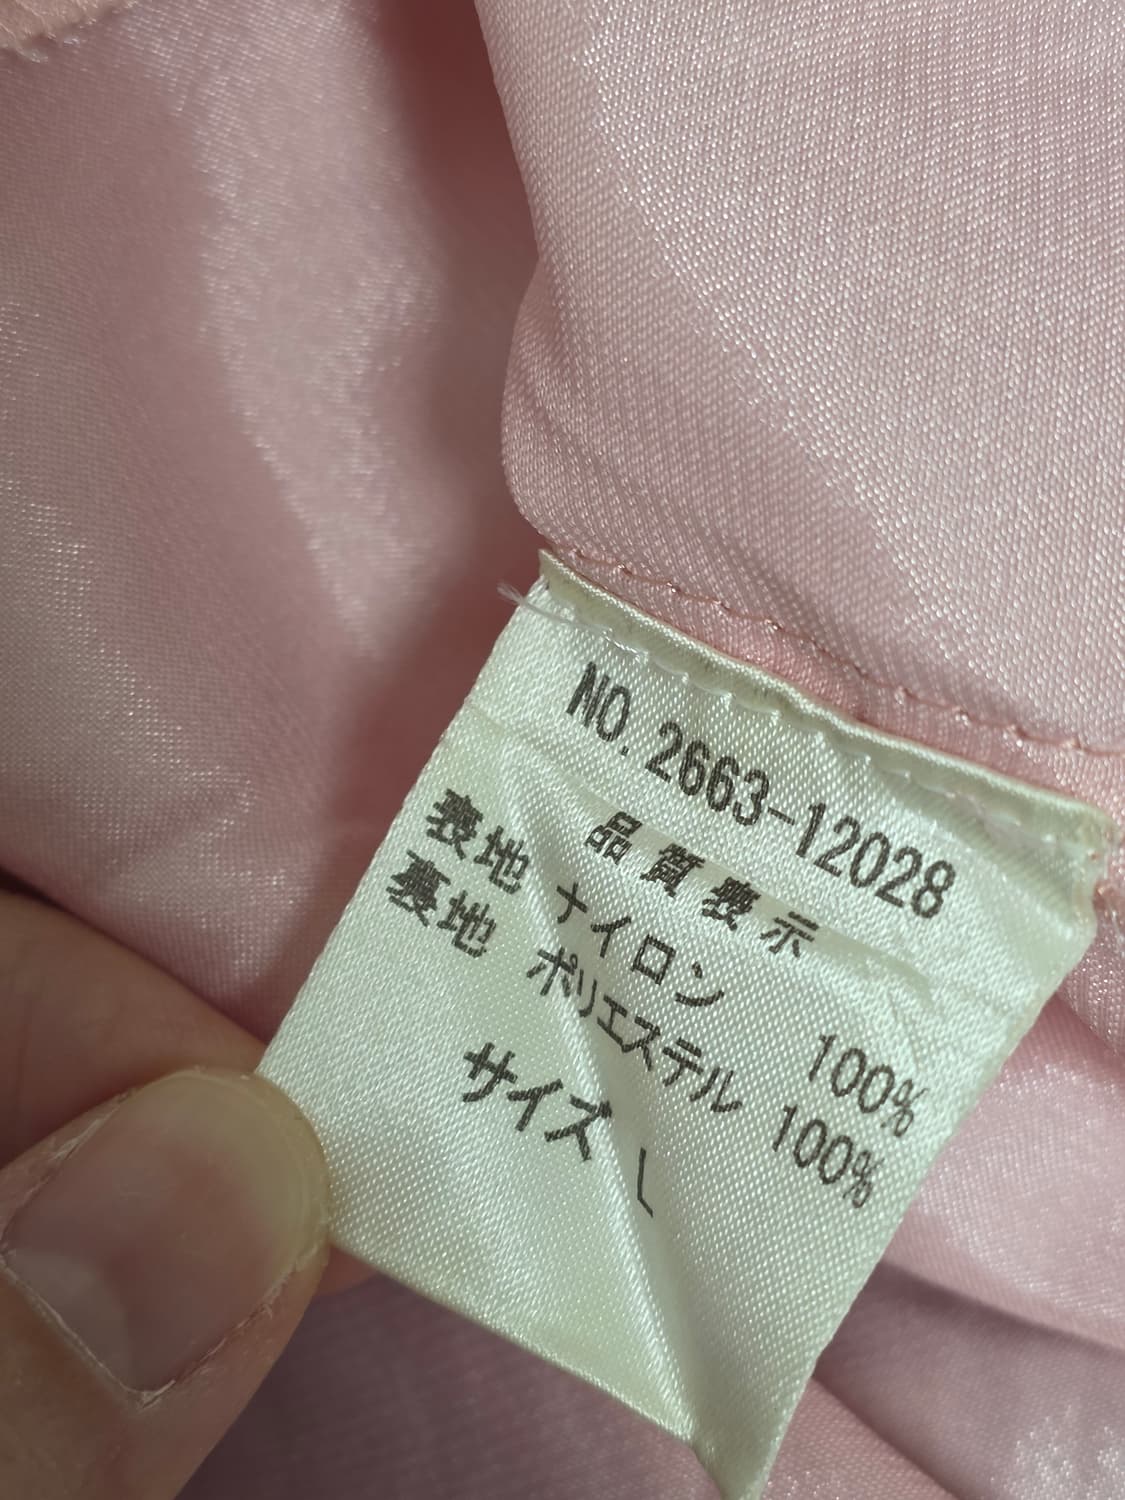 NO.2663-12028
品質表示
表地 ナイロン 100%
裏地 ポリエステル 100%
サイズ L